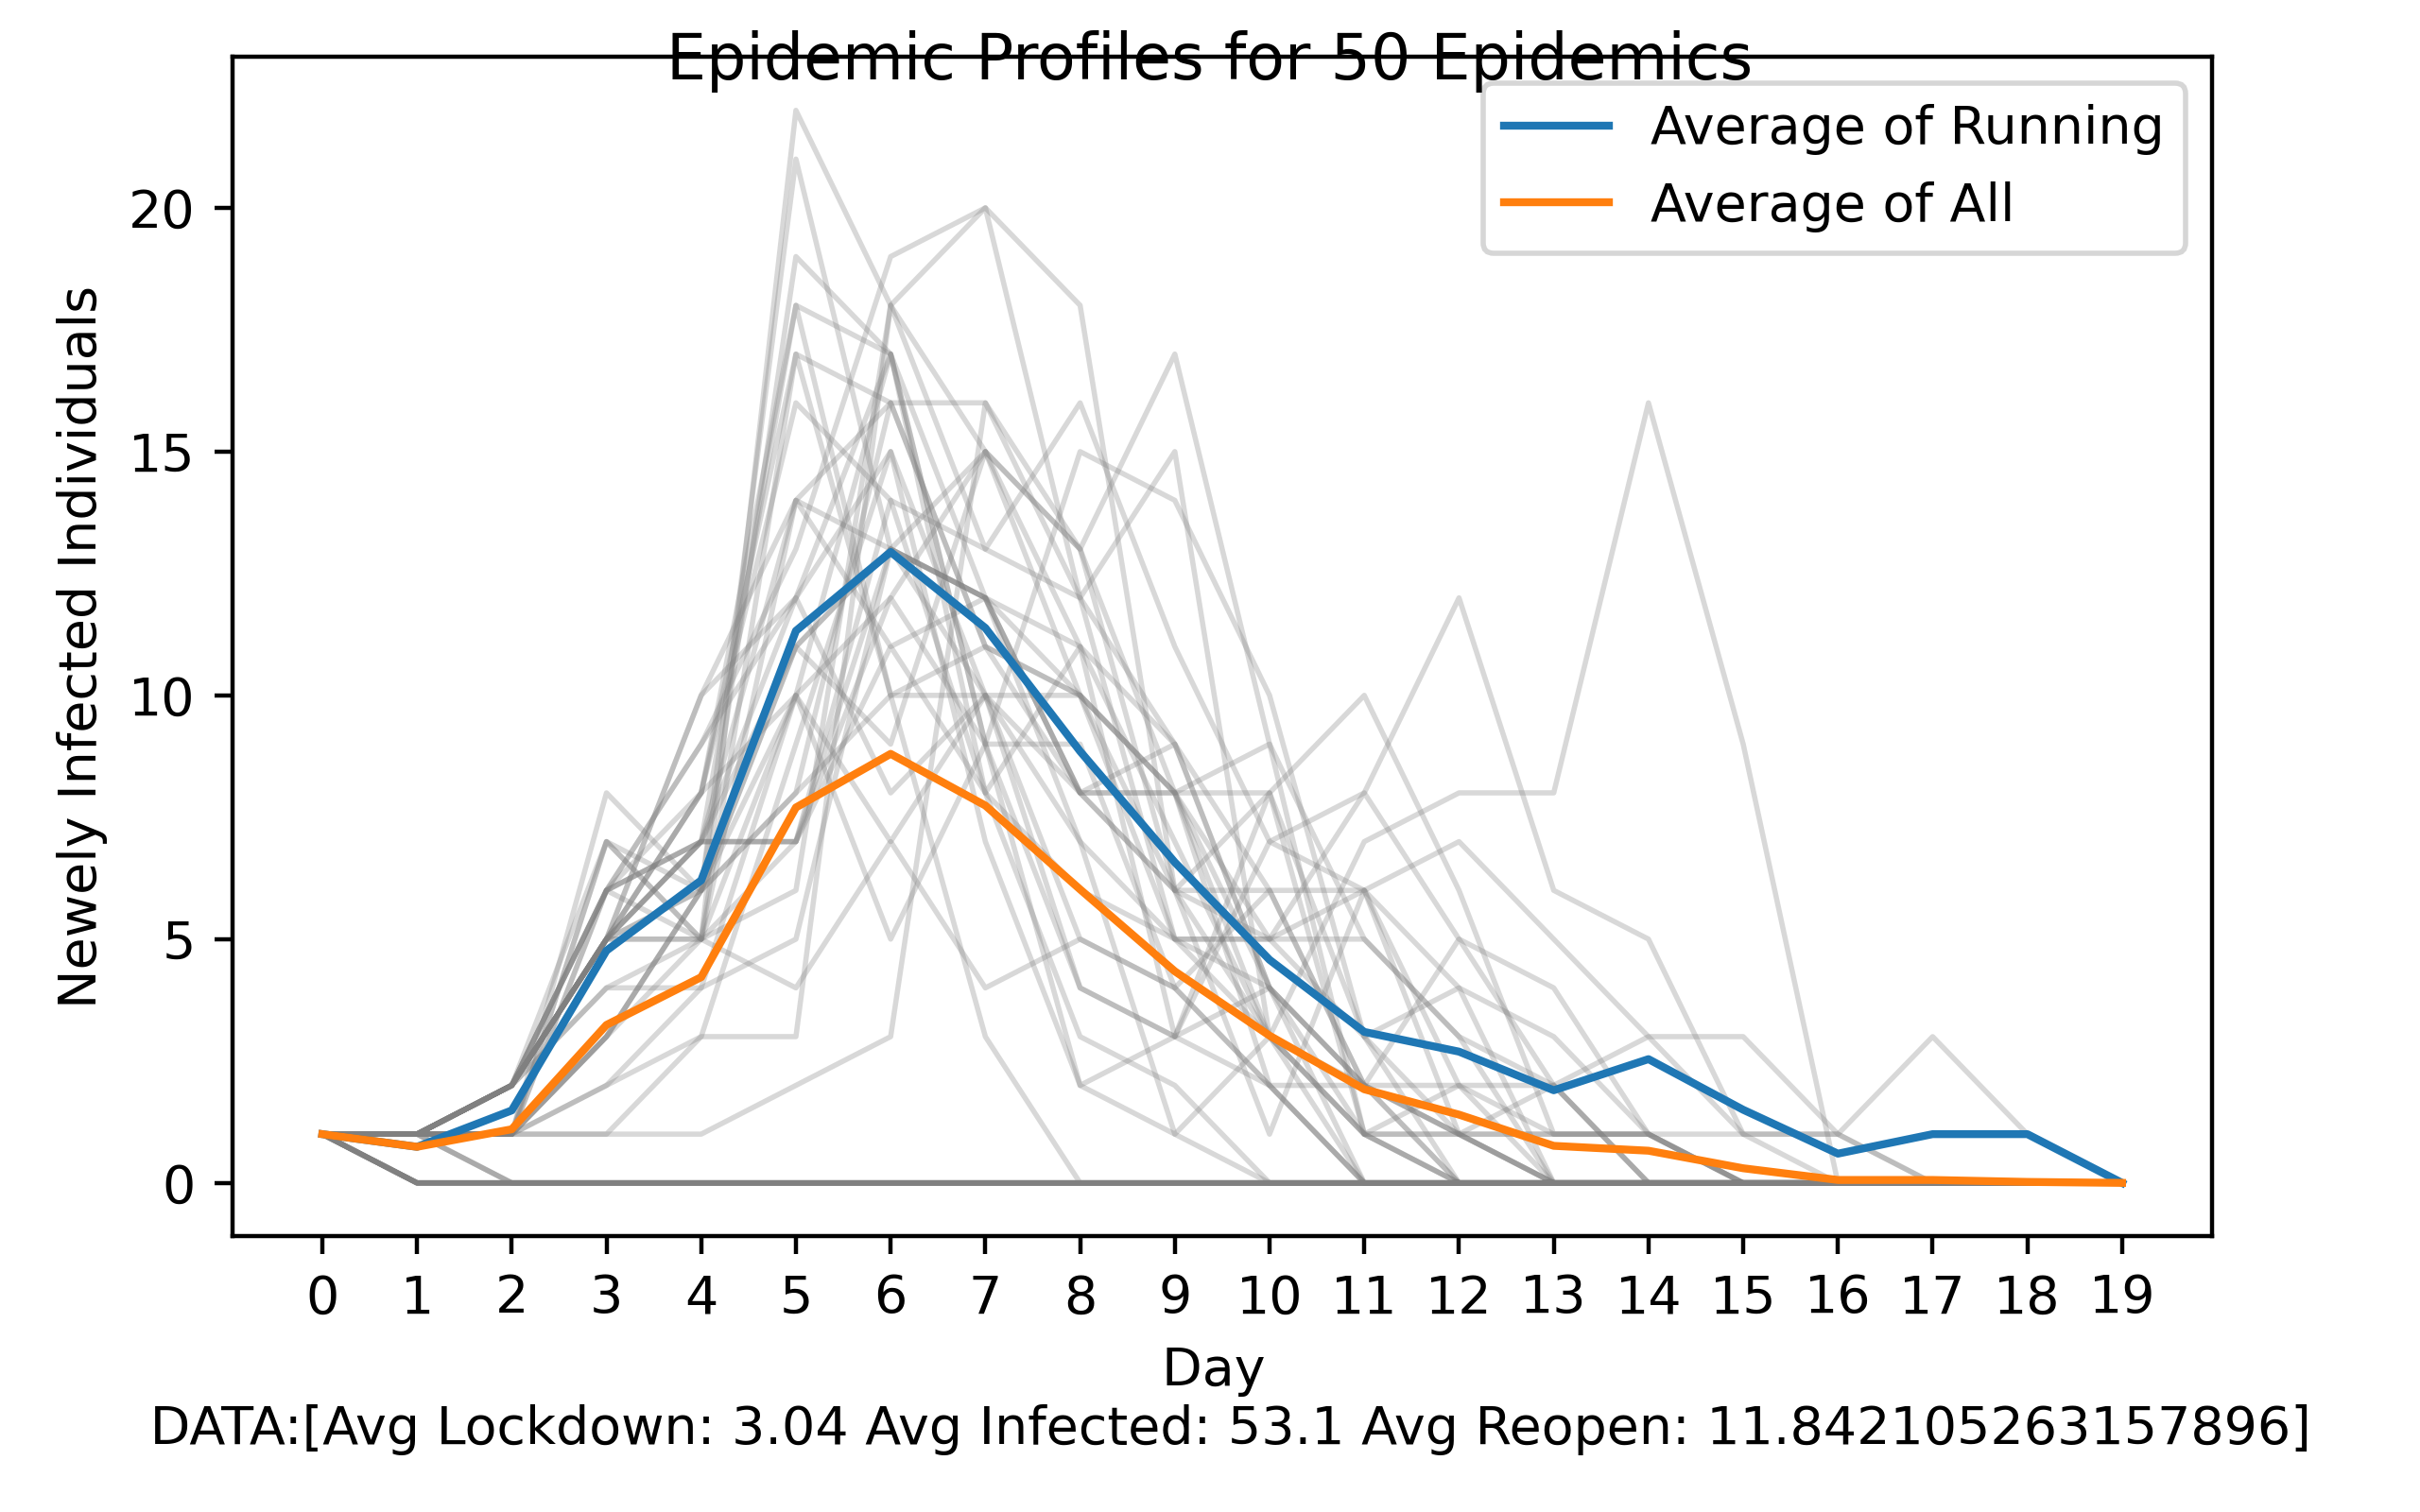 Epidemic Profiles for 50 Epidemics
Average of Running
Average of All
Newely Infected Individuals
20
15
10
5
0
0 1 2 3 4 5 6 7 8 9 10 11 12 13 14 15 16 17 18 19
Day
DATA:[Avg Lockdown: 3.04 Avg Infected: 53.1 Avg Reopen: 11.842105263157896]